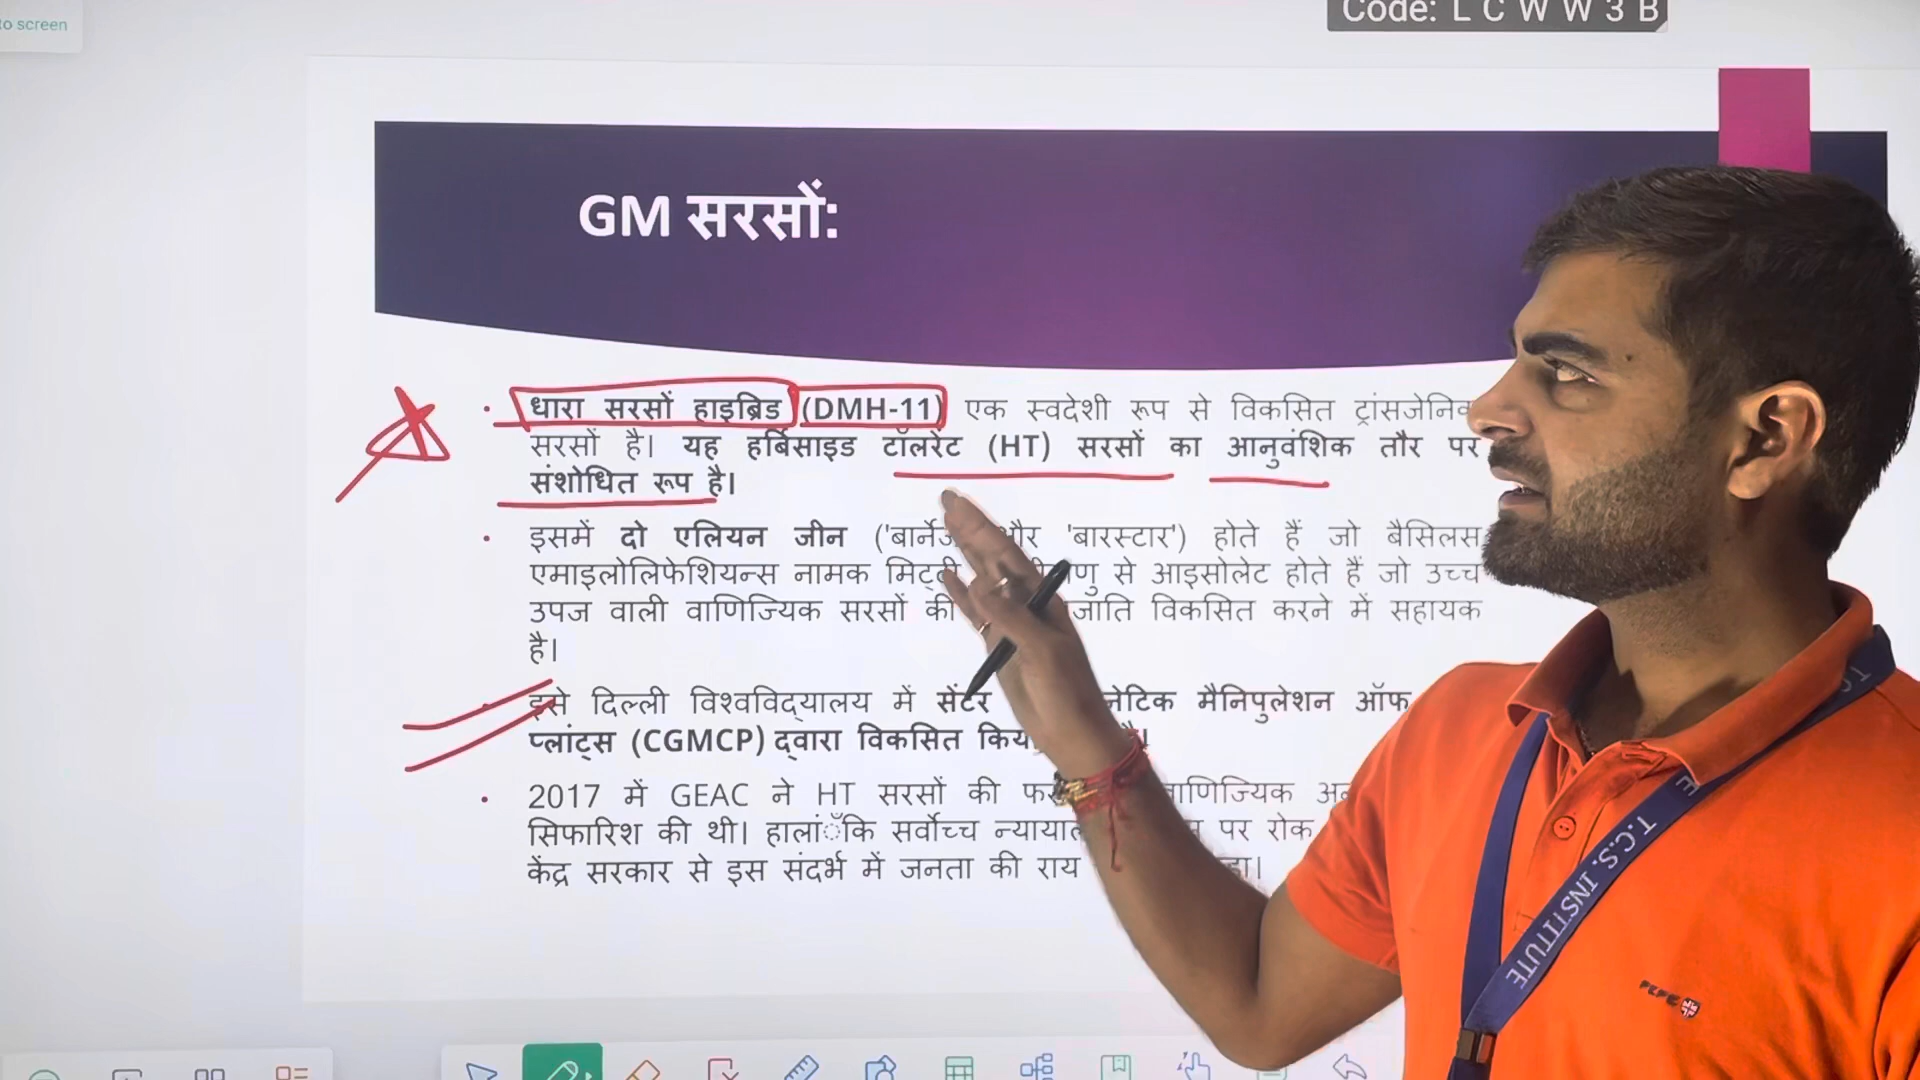 to screen
Code: L C W W 3 B
GM सरसों:
धारा सरसों हाइब्रिड (DMH-11) एक स्वदेशी रूप से विकसित
सरसों है। यह हर्बिसाइड टॉलरेंट (HT) सरसों का आनुवंशिक तौर पर
संशोधित रूप है।
इसमें दो एलियन जीन ('बार्नेज और 'बारस्टार') होते हैं जो बैसिलस
एमाइलोलिफेशियन्स नामक मिट्टी से आइसोलेट होते हैं जो उच्च
उपज वाली वाणिज्यिक सरसों की विकसित करने में सहायक
है।
इसे दिल्ली विश्वविद्यालय में सेंटर मैनिपुलेशन ऑफ
प्लांट्स (CGMCP) द्वारा विकसित
2017 में GEAC ने HT सरसों की
सिफारिश की थी। हालांँकि सर्वोच्च पर रोक
केंद्र सरकार से इस संदर्भ में जनता की राय
T.C.S. INSTITUTE